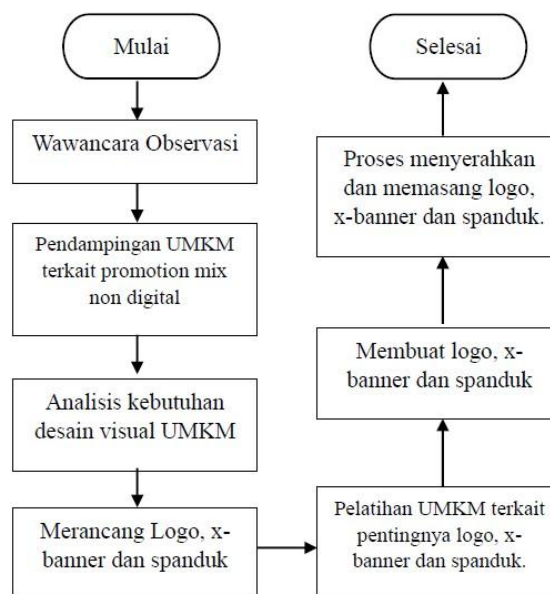 Mulai
Wawancara Observasi
Pendampingan UMKM
terkait promotion mix
non digital
Analisis kebutuhan
desain visual UMKM
Merancang Logo, x-
banner dan spanduk
Pelatihan UMKM terkait
pentingnya logo, x-
banner dan spanduk.
Membuat logo, x-
banner dan spanduk
Proses menyerahkan
dan memasang logo,
x-banner dan spanduk.
Selesai